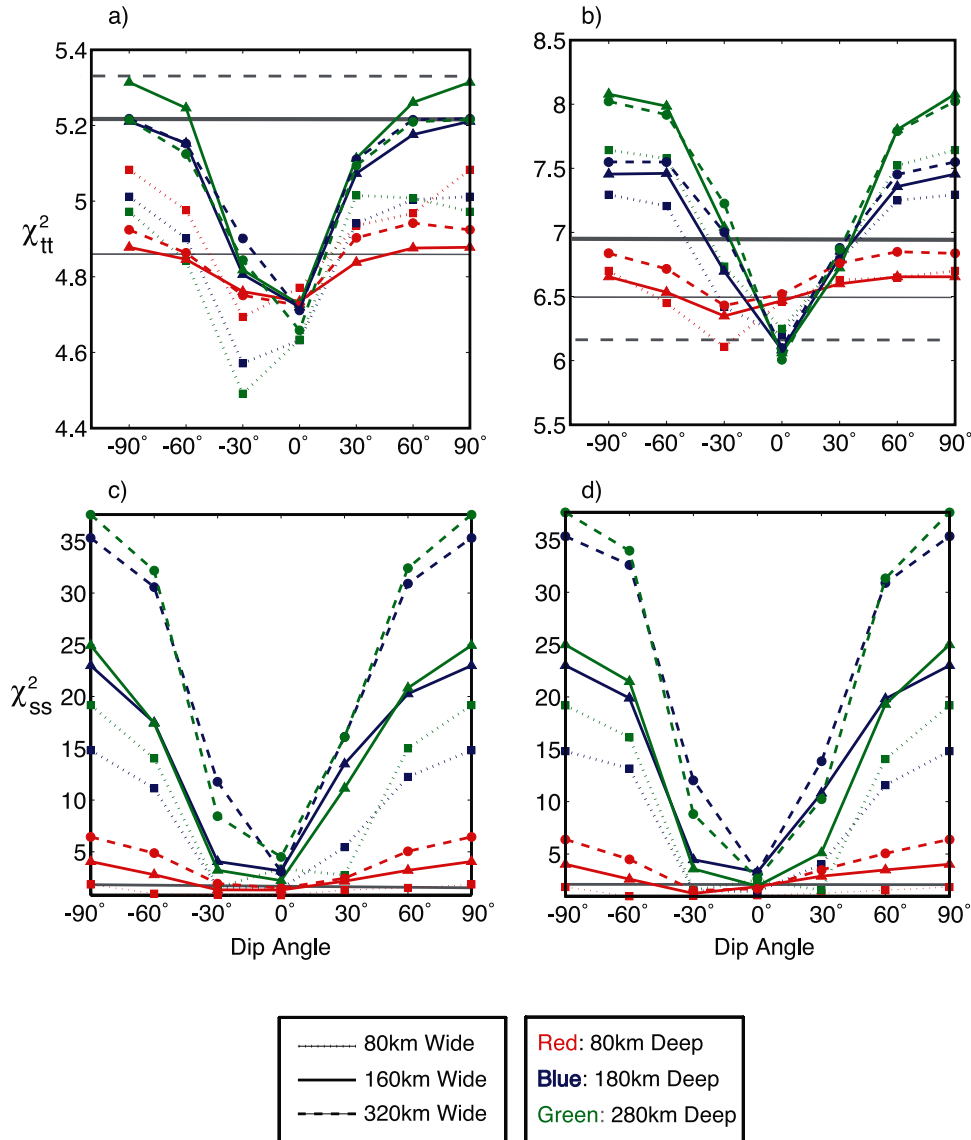 a)
b)
5.4
5.2
5
4.8
4.6
4.4
χ²tt
-90° -60° -30° 0° 30° 60° 90°
8.5
8
7.5
7
6.5
6
5.5
-90° -60° -30° 0° 30° 60° 90°
c)
d)
35
30
25
20
15
10
5
χ²ss
-90° -60° -30° 0° 30° 60° 90°
Dip Angle
35
30
25
20
15
10
5
-90° -60° -30° 0° 30° 60° 90°
Dip Angle
80km Wide
160km Wide
320km Wide
Red: 80km Deep
Blue: 180km Deep
Green: 280km Deep